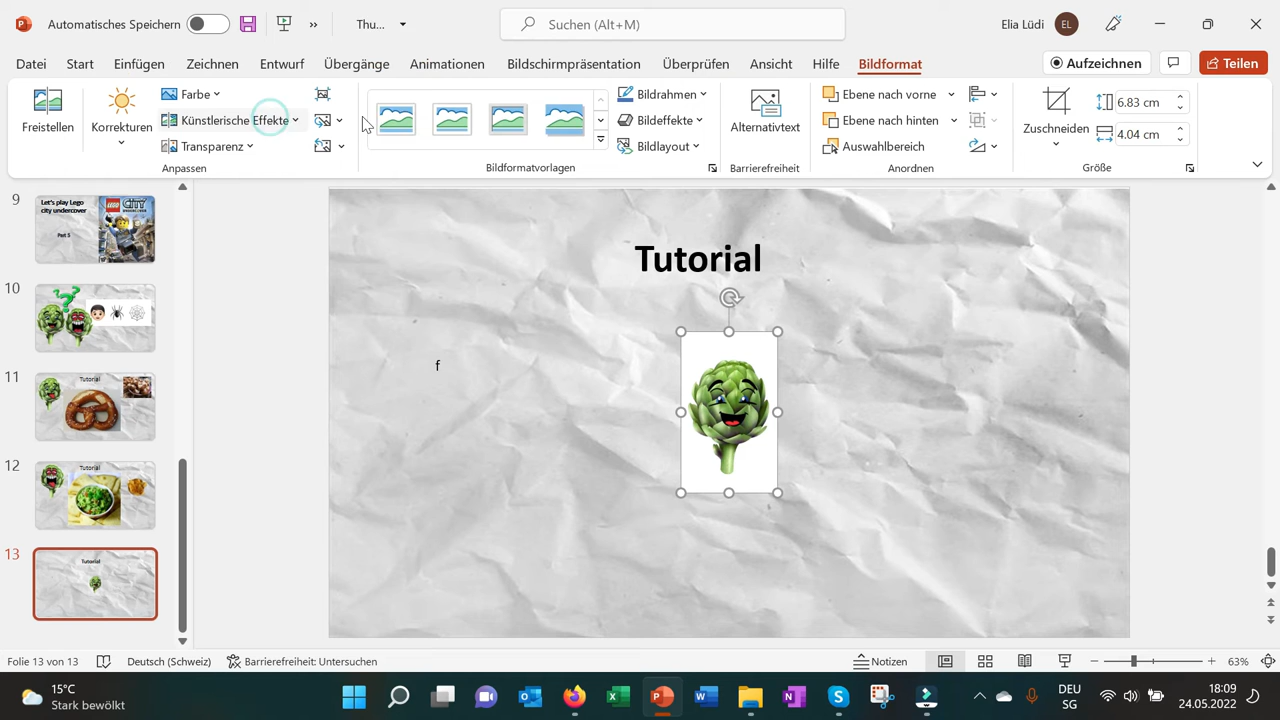 Automatisches Speichern
Thu...
Suchen (Alt+M)
Elia Lüdi
EL
Datei
Start
Einfügen
Zeichnen
Entwurf
Übergänge
Animationen
Bildschirmpräsentation
Überprüfen
Ansicht
Hilfe
Bildformat
Aufzeichnen
Teilen
Freistellen
Korrekturen
Farbe
Künstlerische Effekte
Transparenz
Anpassen
Bildformatvorlagen
Bildrahmen
Bildeffekte
Bildlayout
Alternativtext
Barrierefreiheit
Ebene nach vorne
Ebene nach hinten
Auswahlbereich
Anordnen
Zuschneiden
6.83 cm
4.04 cm
Größe
9
Let's play Lego
city undercover
Part 5
LEGO
CITY
10
11
Tutorial
12
Tutorial
13
Tutorial
Tutorial
f
Folie 13 von 13
Deutsch (Schweiz)
Barrierefreiheit: Untersuchen
Notizen
63%
15°C
Stark bewölkt
DEU
SG
18:09
24.05.2022